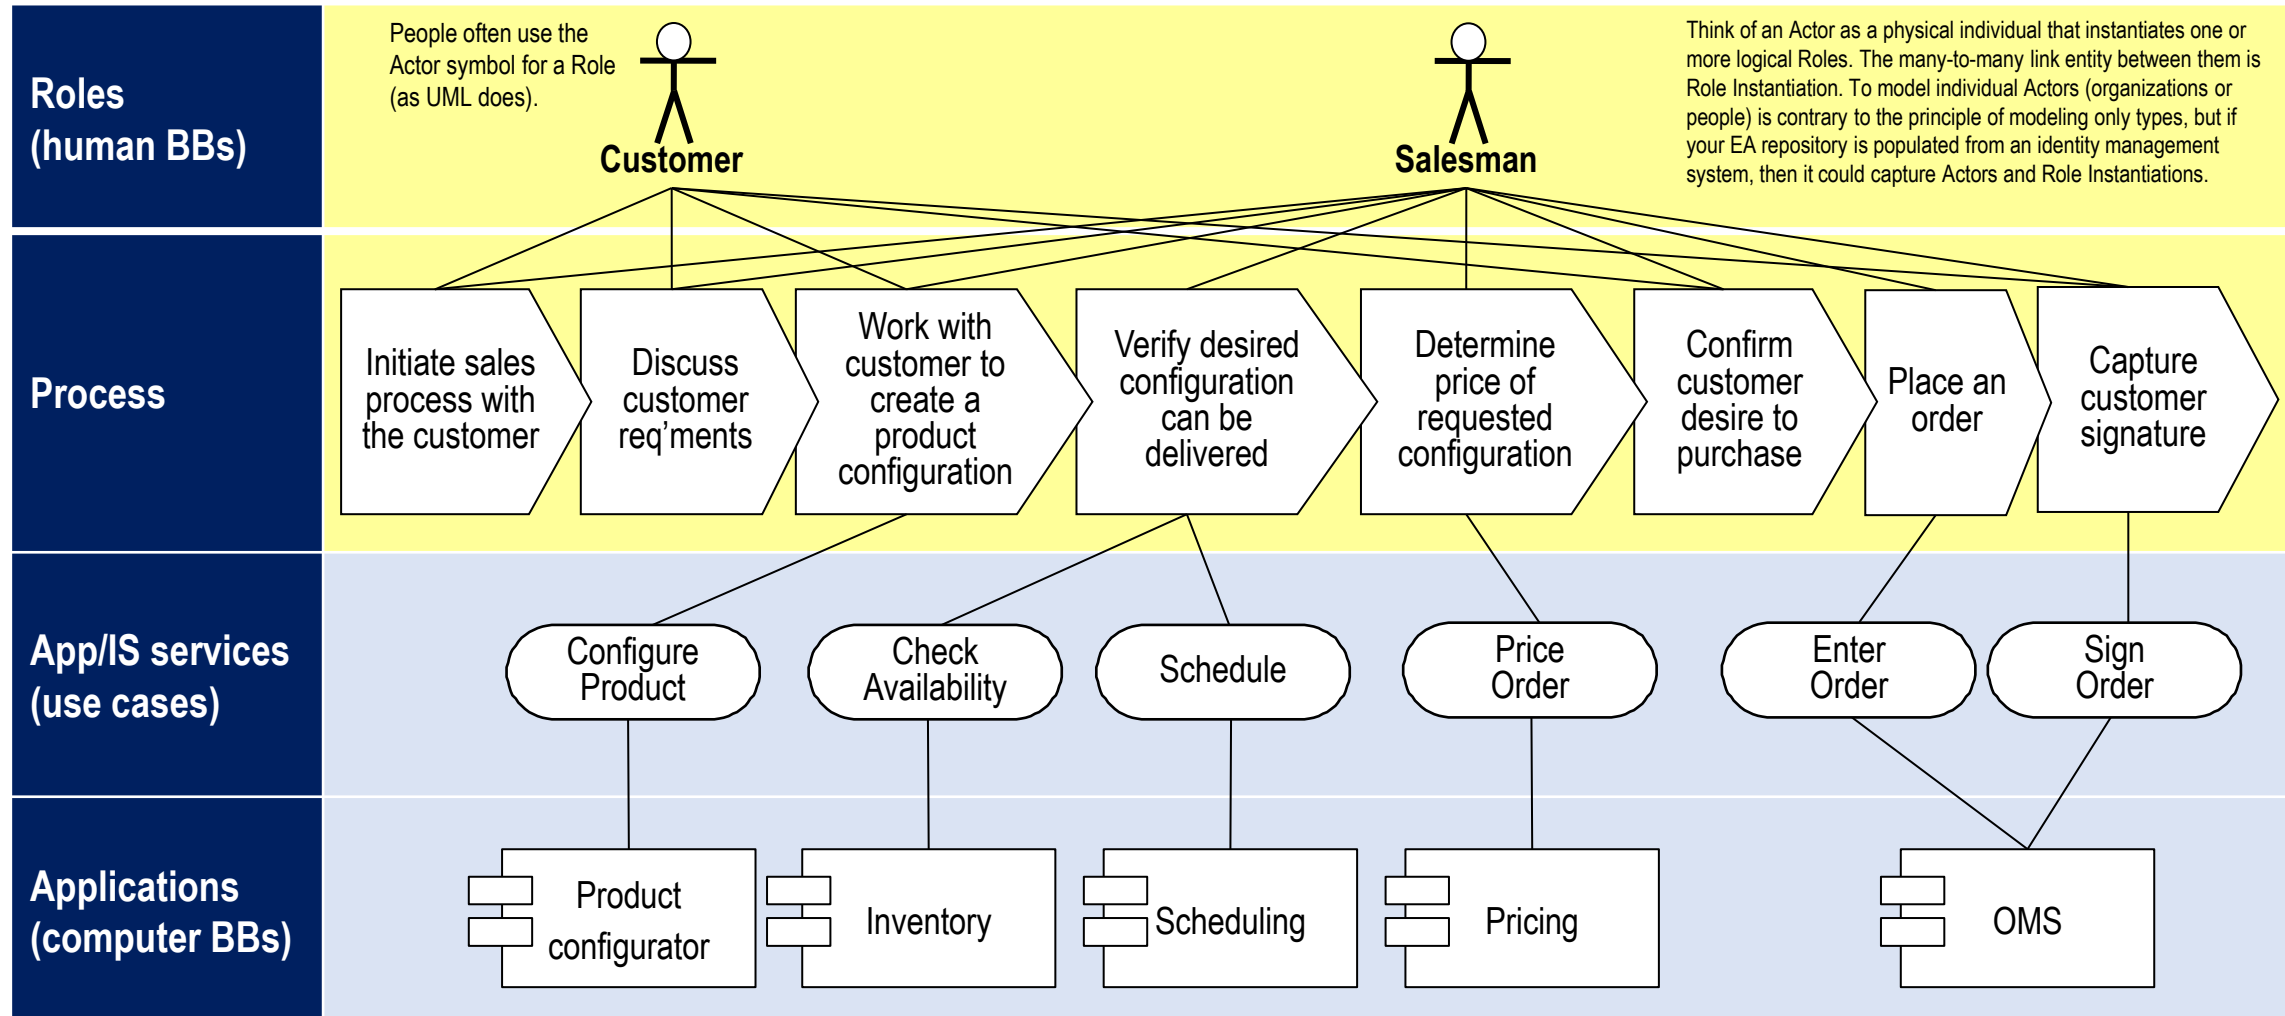 Roles
(human BBs)
People often use the
Actor symbol for a Role
(as UML does).
Customer
Salesman
Think of an Actor as a physical individual that instantiates one or
more logical Roles. The many-to-many link entity between them is
Role Instantiation. To model individual Actors (organizations or
people) is contrary to the principle of modeling only types, but if
your EA repository is populated from an identity management
system, then it could capture Actors and Role Instantiations.
Process
Initiate sales
process with
the customer
Discuss
customer
req’ments
Work with
customer to
create a
product
configuration
Verify desired
configuration
can be
delivered
Determine
price of
requested
configuration
Confirm
customer
desire to
purchase
Place an
order
Capture
customer
signature
App/IS services
(use cases)
Configure
Product
Check
Availability
Schedule
Price
Order
Enter
Order
Sign
Order
Applications
(computer BBs)
Product
configurator
Inventory
Scheduling
Pricing
OMS